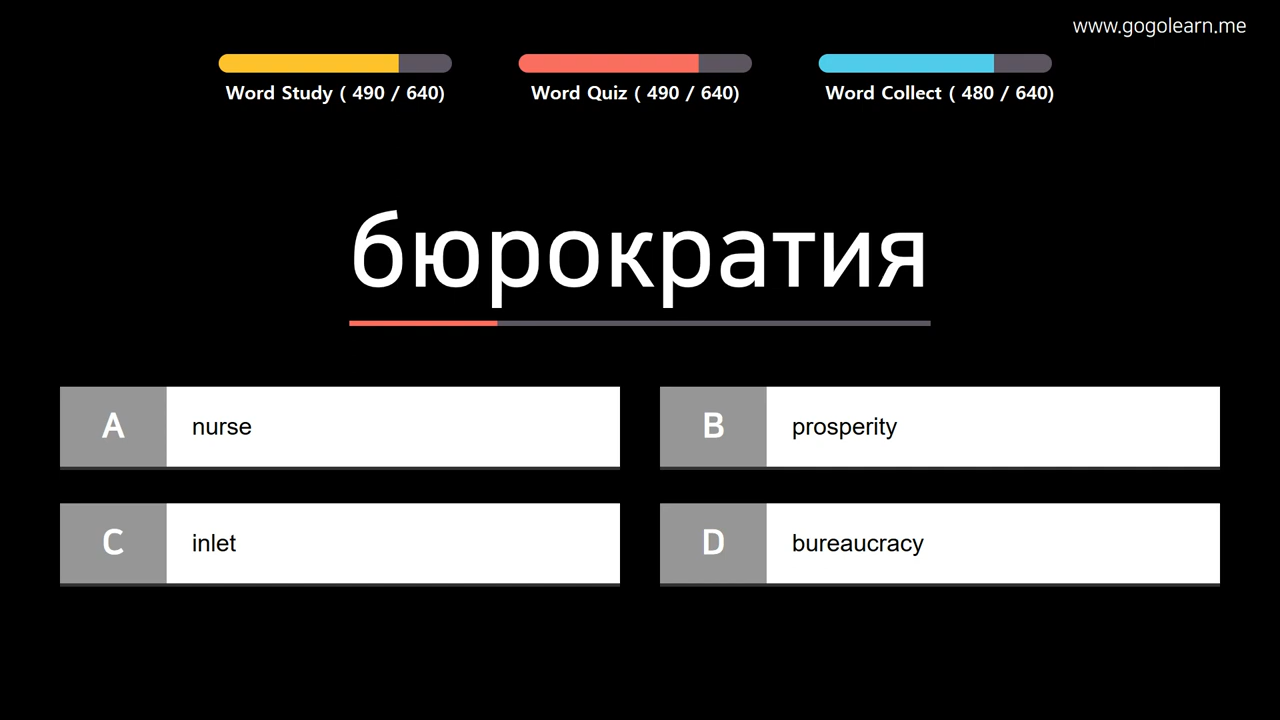 www.gogolearn.me
Word Study ( 490 / 640)
Word Quiz ( 490 / 640)
Word Collect ( 480 / 640)
бюрократия
A nurse
B prosperity
C inlet
D bureaucracy